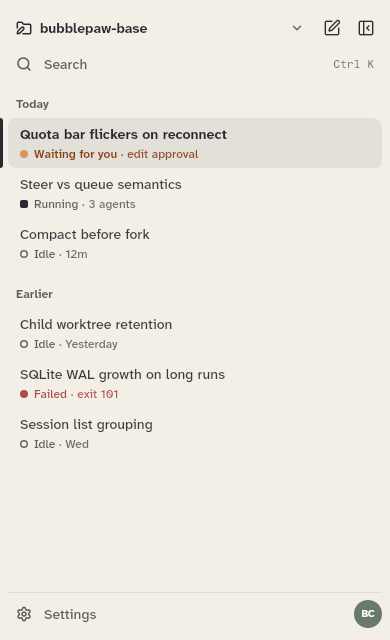 bubblepaw-base
Search Ctrl K
Today
Quota bar flickers on reconnect
Waiting for you · edit approval
Steer vs queue semantics
Running · 3 agents
Compact before fork
Idle · 12m
Earlier
Child worktree retention
Idle · Yesterday
SQLite WAL growth on long runs
Failed · exit 101
Session list grouping
Idle · Wed
Settings BC